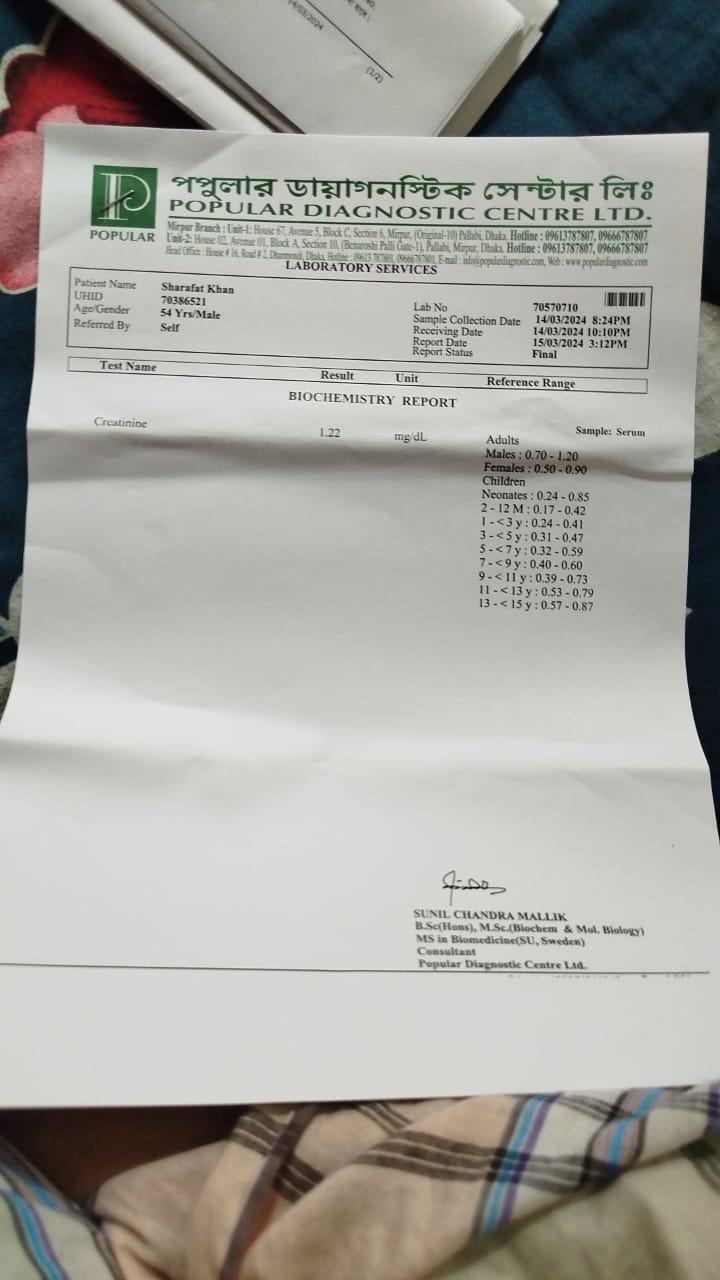 14/03/2024
(1/2)
পপুলার ডায়াগনস্টিক সেন্টার লিঃ
POPULAR DIAGNOSTIC CENTRE LTD.
POPULAR
Mirpur Branch : Unit-1: House 67, Avenue 5, Block C, Section 6, Mirpur, (Original-10) Pallabi, Dhaka. Hotline : 09613787807, 09666787807
Unit-2: House 02, Avenue 01, Block A, Section 10, (Benaroshi Palli Gate-1), Pallabi, Mirpur, Dhaka. Hotline : 09613787807, 09666787807
Head Office : House # 16, Road # 2, Dhanmondi, Dhaka, Hotline : 09613 787801, 09666787801, E-mail : info@populardiagnostic.com, Web : www.populardiagnostic.com
LABORATORY SERVICES
Patient Name Sharafat Khan
UHID 70386521 Lab No 70570710
Age/Gender 54 Yrs/Male Sample Collection Date 14/03/2024 8:24PM
Referred By Self Receiving Date 14/03/2024 10:10PM
Report Date 15/03/2024 3:12PM
Report Status Final
Test Name Result Unit Reference Range
BIOCHEMISTRY REPORT
Sample: Serum
Creatinine 1.22 mg/dL Adults
Males : 0.70 - 1.20
Females : 0.50 - 0.90
Children
Neonates : 0.24 - 0.85
2 - 12 M : 0.17 - 0.42
1 - < 3 y : 0.24 - 0.41
3 - < 5 y : 0.31 - 0.47
5 - < 7 y : 0.32 - 0.59
7 - < 9 y : 0.40 - 0.60
9 - < 11 y : 0.39 - 0.73
11 - < 13 y : 0.53 - 0.79
13 - < 15 y : 0.57 - 0.87
SUNIL CHANDRA MALLIK
B.Sc(Hons), M.Sc.(Biochem & Mol. Biology)
MS in Biomedicine(SU, Sweden)
Consultant
Popular Diagnostic Centre Ltd.